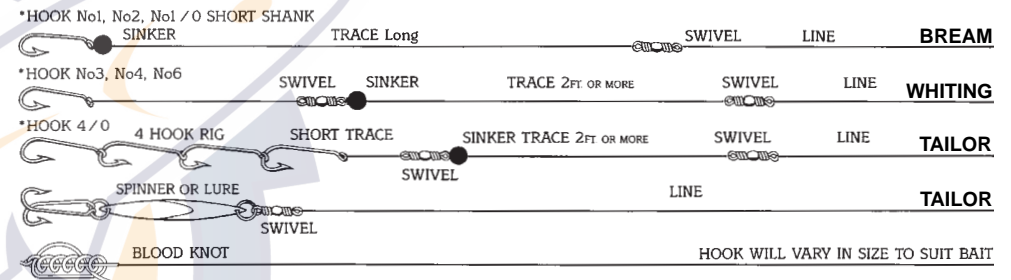 *HOOK No1, No2, No1/0 SHORT SHANK
SINKER TRACE Long SWIVEL LINE BREAM
*HOOK No3, No4, No6
SWIVEL SINKER TRACE 2FT. OR MORE SWIVEL LINE WHITING
*HOOK 4/0
4 HOOK RIG SHORT TRACE SINKER TRACE 2FT OR MORE SWIVEL LINE TAILOR
SWIVEL
SPINNER OR LURE LINE TAILOR
SWIVEL
BLOOD KNOT HOOK WILL VARY IN SIZE TO SUIT BAIT